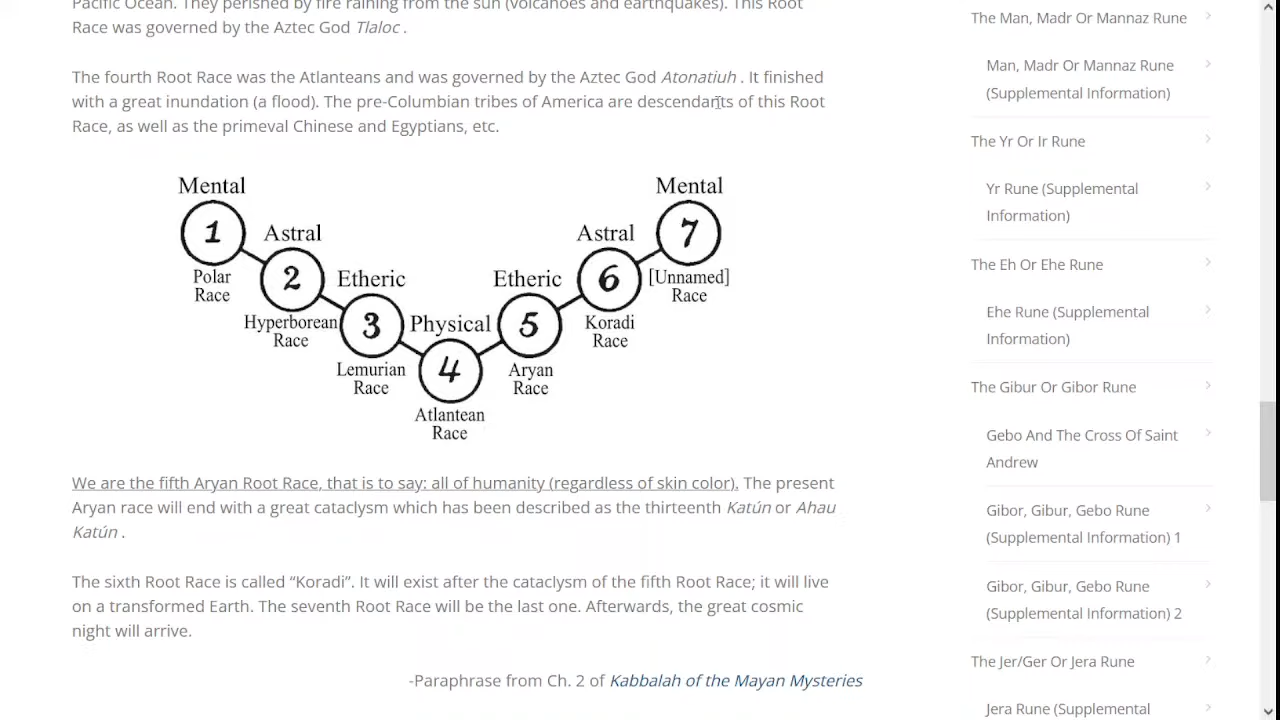 Pacific Ocean. They perished by fire raining from the sun (volcanoes and earthquakes). This Root
Race was governed by the Aztec God Tlaloc .
The fourth Root Race was the Atlanteans and was governed by the Aztec God Atonatiuh . It finished
with a great inundation (a flood). The pre-Columbian tribes of America are descendants of this Root
Race, as well as the primeval Chinese and Egyptians, etc.
Mental
1
Polar
Race
Astral
2
Hyperborean
Race
Etheric
3
Lemurian
Race
Physical
4
Atlantean
Race
Etheric
5
Aryan
Race
Astral
6
Koradi
Race
Mental
7
[Unnamed]
Race
We are the fifth Aryan Root Race, that is to say: all of humanity (regardless of skin color). The present
Aryan race will end with a great cataclysm which has been described as the thirteenth Katún or Ahau
Katún .
The sixth Root Race is called “Koradi”. It will exist after the cataclysm of the fifth Root Race; it will live
on a transformed Earth. The seventh Root Race will be the last one. Afterwards, the great cosmic
night will arrive.
-Paraphrase from Ch. 2 of Kabbalah of the Mayan Mysteries
The Man, Madr Or Mannaz Rune
Man, Madr Or Mannaz Rune
(Supplemental Information)
The Yr Or Ir Rune
Yr Rune (Supplemental
Information)
The Eh Or Ehe Rune
Ehe Rune (Supplemental
Information)
The Gibur Or Gibor Rune
Gebo And The Cross Of Saint
Andrew
Gibor, Gibur, Gebo Rune
(Supplemental Information) 1
Gibor, Gibur, Gebo Rune
(Supplemental Information) 2
The Jer/Ger Or Jera Rune
Jera Rune (Supplemental